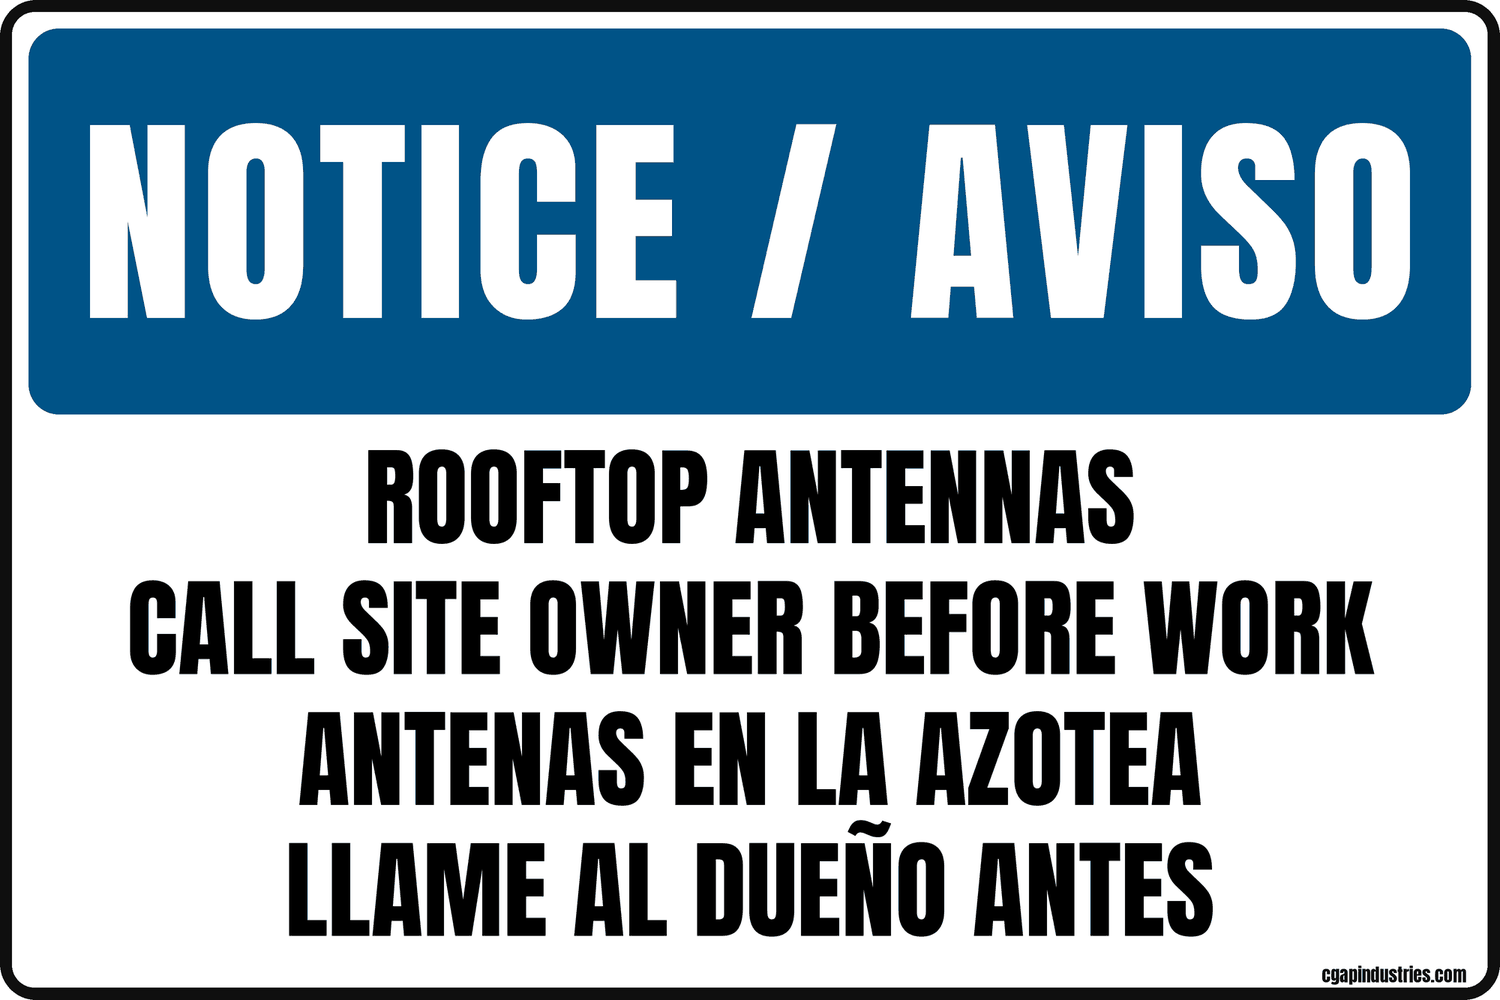 NOTICE / AVISO
ROOFTOP ANTENNAS
CALL SITE OWNER BEFORE WORK
ANTENAS EN LA AZOTEA
LLAME AL DUEÑO ANTES
cgapindustries.com